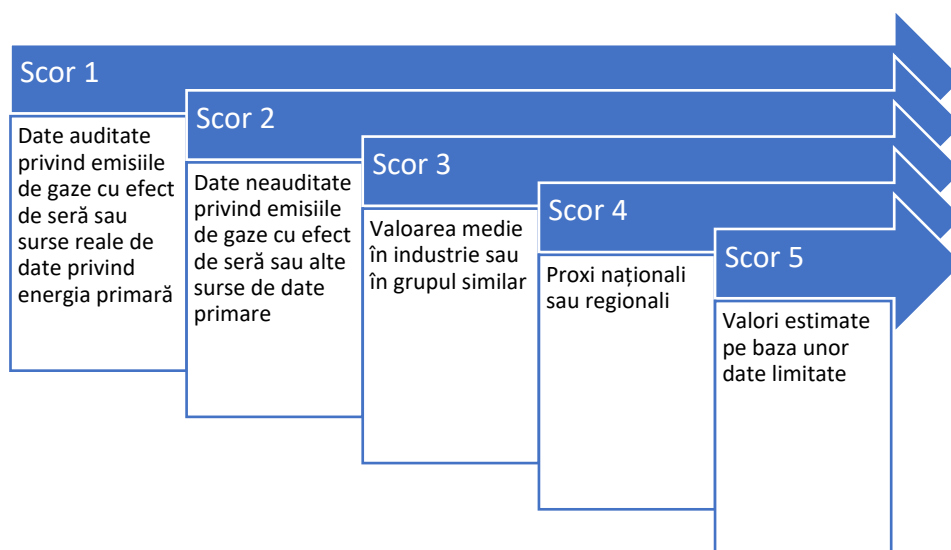 Scor 1
Date auditate
privind emisiile
de gaze cu efect
de seră sau
surse reale de
date privind
energia primară
Scor 2
Date neauditate
privind emisiile
de gaze cu efect
de seră sau alte
surse de date
primare
Scor 3
Valoarea medie
în industrie sau
în grupul similar
Scor 4
Proxi naționali
sau regionali
Scor 5
Valori estimate
pe baza unor
date limitate